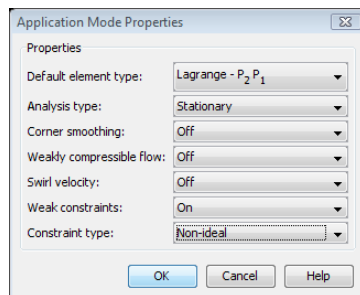 Application Mode Properties
Properties
Default element type: Lagrange - P2 P1
Analysis type: Stationary
Corner smoothing: Off
Weakly compressible flow: Off
Swirl velocity: Off
Weak constraints: On
Constraint type: Non-ideal
OK Cancel Help